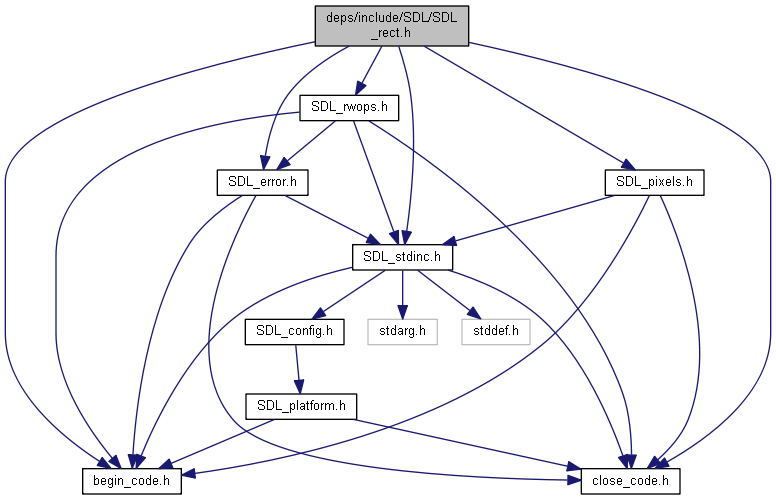 deps/include/SDL/SDL
_rect.h
SDL_rwops.h
SDL_error.h
SDL_pixels.h
SDL_stdinc.h
SDL_config.h
stdarg.h
stddef.h
SDL_platform.h
begin_code.h
close_code.h